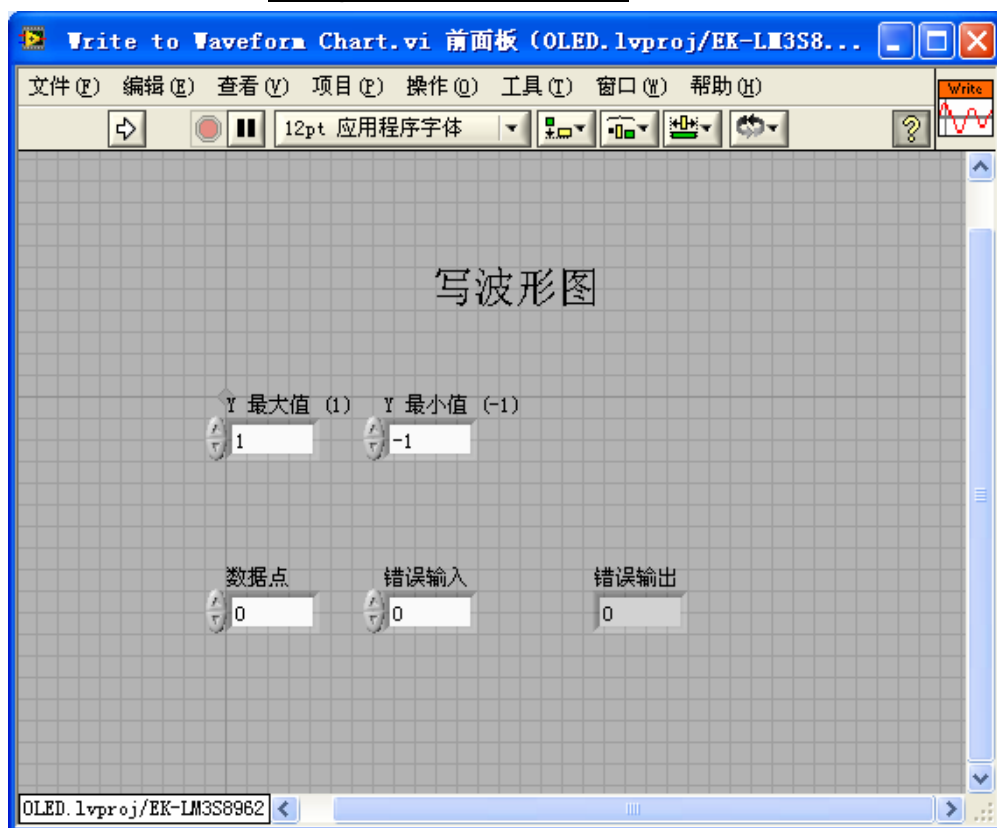 Write to Waveform Chart.vi 前面板 (OLED.lvproj/EK-LM3S8...
文件(F) 编辑(E) 查看(V) 项目(P) 操作(O) 工具(T) 窗口(W) 帮助(H)
Write
12pt 应用程序字体
写波形图
Y 最大值 (1) Y 最小值 (-1)
1 -1
数据点 错误输入 错误输出
0 0 0
OLED.lvproj/EK-LM3S8962